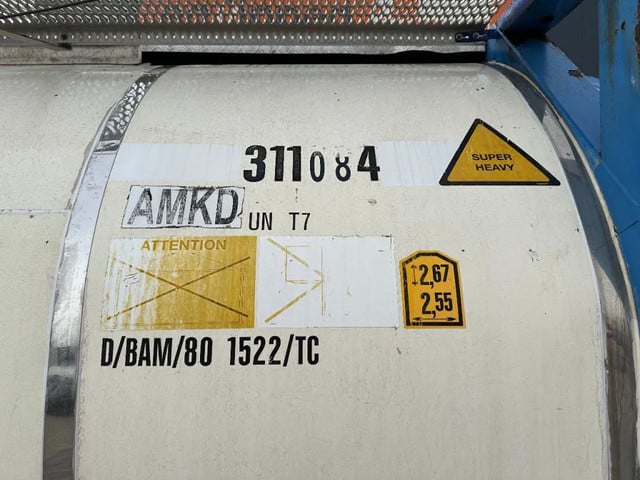 311084
SUPER
HEAVY
AMKD
UN T7
ATTENTION
2,67
2,55
D/BAM/80 1522/TC